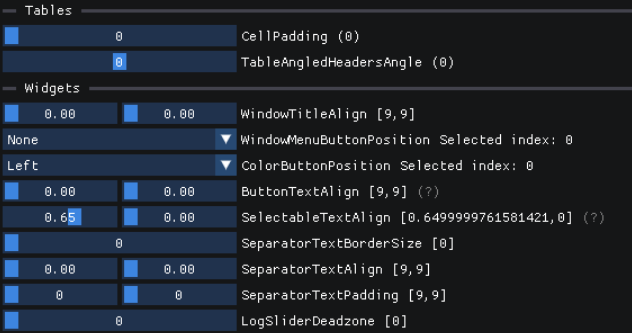 Tables
0 CellPadding (0)
0 TableAngledHeadersAngle (0)
Widgets
0.00 0.00 WindowTitleAlign [9,9]
None WindowMenuButtonPosition Selected index: 0
Left ColorButtonPosition Selected index: 0
0.00 0.00 ButtonTextAlign [9,9] (?)
0.65 0.00 SelectableTextAlign [0.6499999761581421,0] (?)
0 SeparatorTextBorderSize [0]
0.00 0.00 SeparatorTextAlign [9,9]
0 0 SeparatorTextPadding [9,9]
0 LogSliderDeadzone [0]